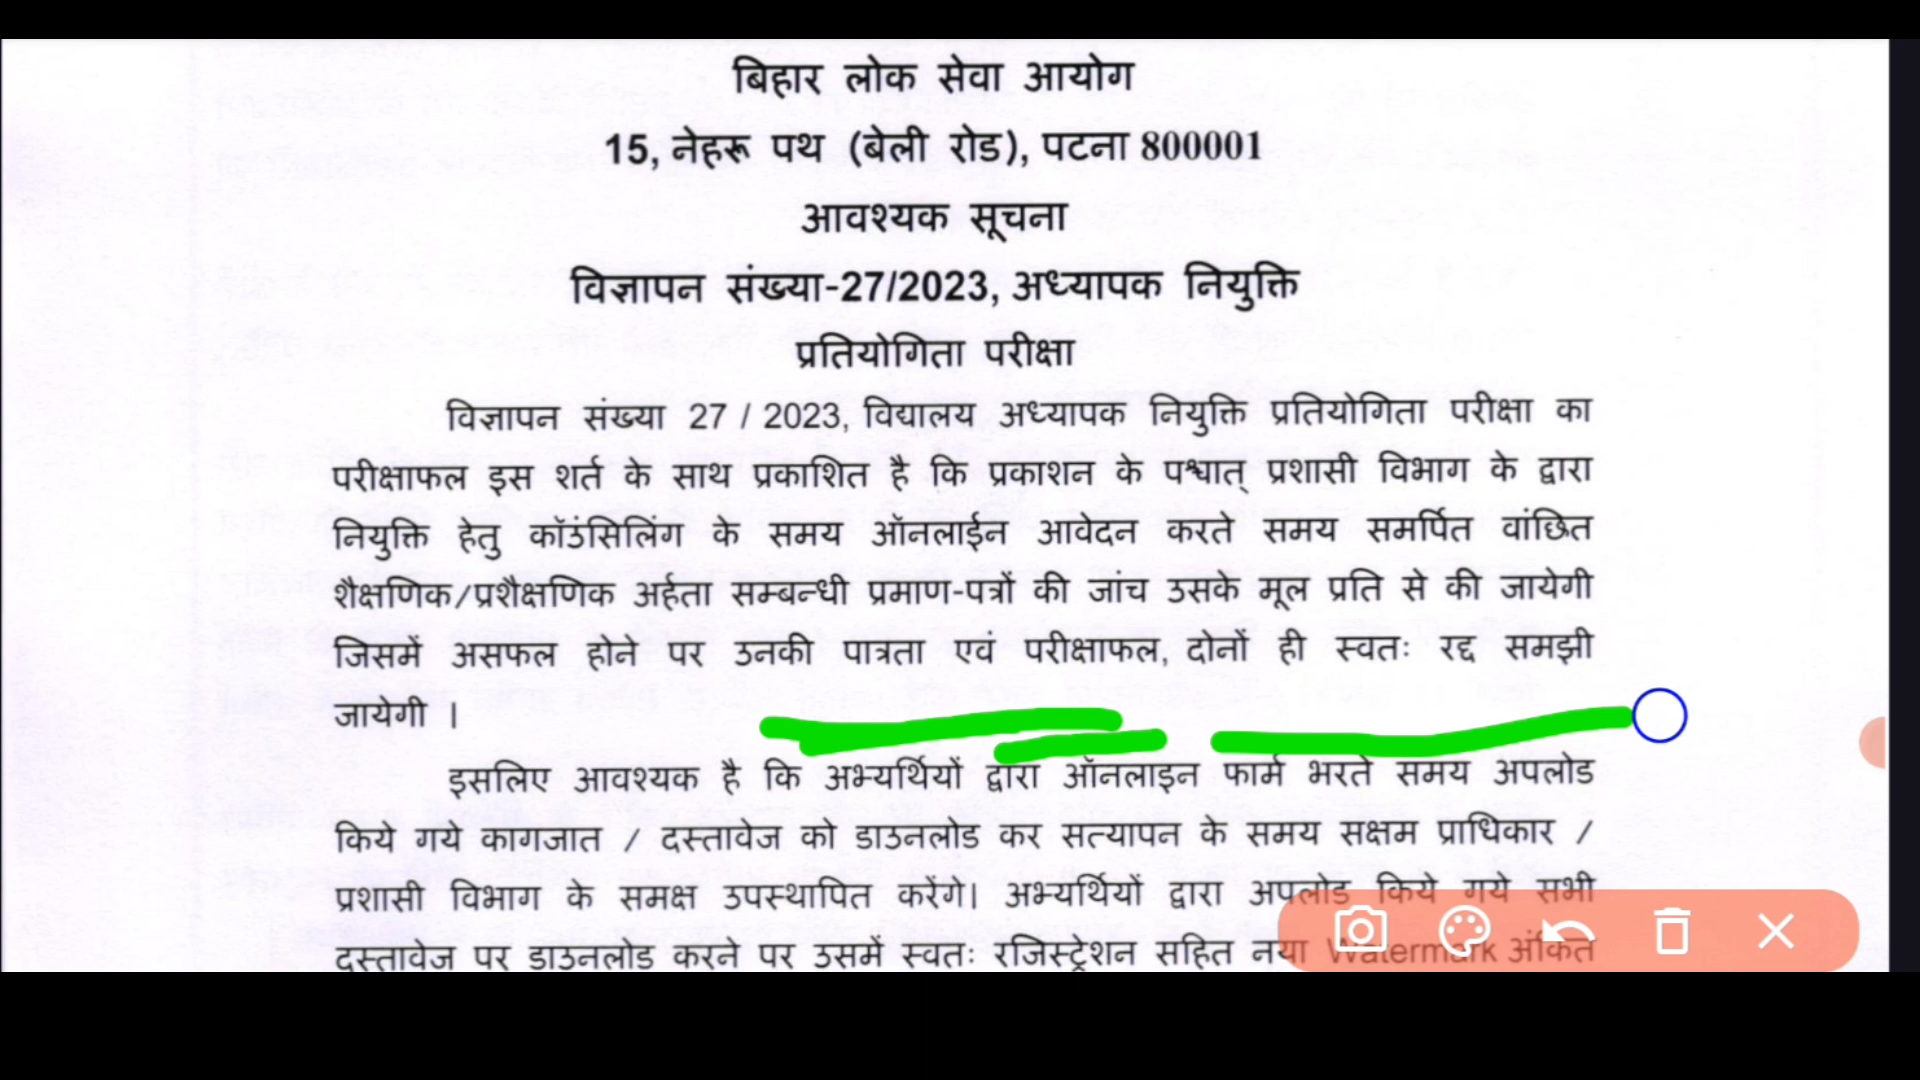 बिहार लोक सेवा आयोग
15, नेहरू पथ (बेली रोड), पटना 800001
आवश्यक सूचना
विज्ञापन संख्या-27/2023, अध्यापक नियुक्ति
प्रतियोगिता परीक्षा
विज्ञापन संख्या 27 / 2023, विद्यालय अध्यापक नियुक्ति प्रतियोगिता परीक्षा का
परीक्षाफल इस शर्त के साथ प्रकाशित है कि प्रकाशन के पश्चात् प्रशासी विभाग के द्वारा
नियुक्ति हेतु कॉउंसिलिंग के समय ऑनलाईन आवेदन करते समय समर्पित वांछित
शैक्षणिक/प्रशैक्षणिक अर्हता सम्बन्धी प्रमाण-पत्रों की जांच उसके मूल प्रति से की जायेगी
जिसमें असफल होने पर उनकी पात्रता एवं परीक्षाफल, दोनों ही स्वतः रद्द समझी
जायेगी ।
इसलिए आवश्यक है कि अभ्यर्थियों द्वारा ऑनलाइन फार्म भरते समय अपलोड
किये गये कागजात / दस्तावेज को डाउनलोड कर सत्यापन के समय सक्षम प्राधिकार /
प्रशासी विभाग के समक्ष उपस्थापित करेंगे। अभ्यर्थियों द्वारा अपलोड किये गये सभी
दस्तावेज पर डाउनलोड करने पर उसमें स्वतः रजिस्ट्रेशन सहित नया Watermark अंकित